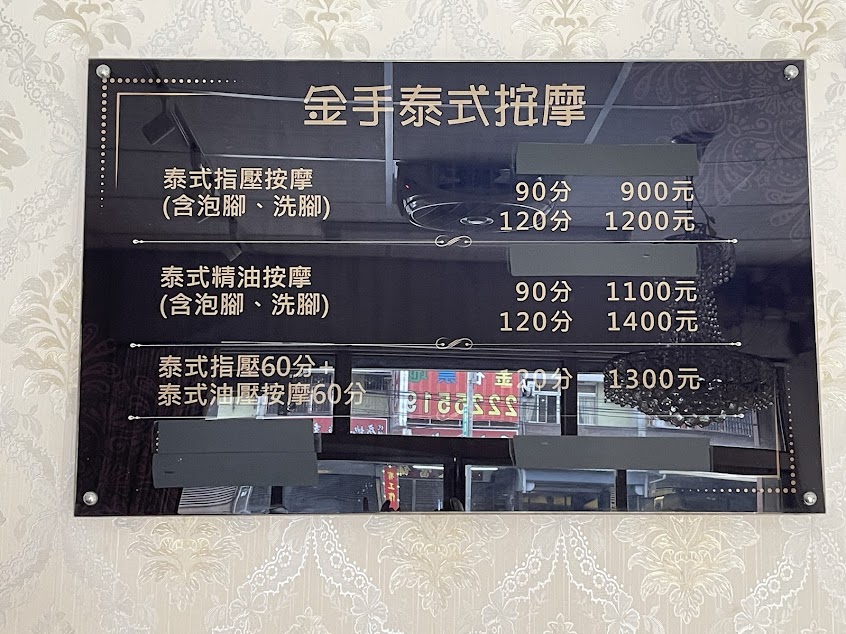 金手泰式按摩
泰式指壓按摩
(含泡腳、洗腳)
90分 900元
120分 1200元
泰式精油按摩
(含泡腳、洗腳)
90分 1100元
120分 1400元
泰式指壓60分+
泰式油壓按摩60分
20分 1300元
2225519